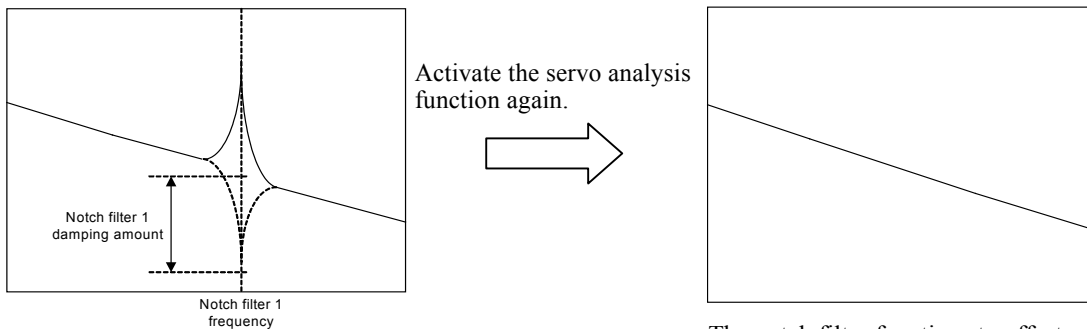 Activate the servo analysis
function again.
Notch filter 1
damping amount
Notch filter 1
frequency